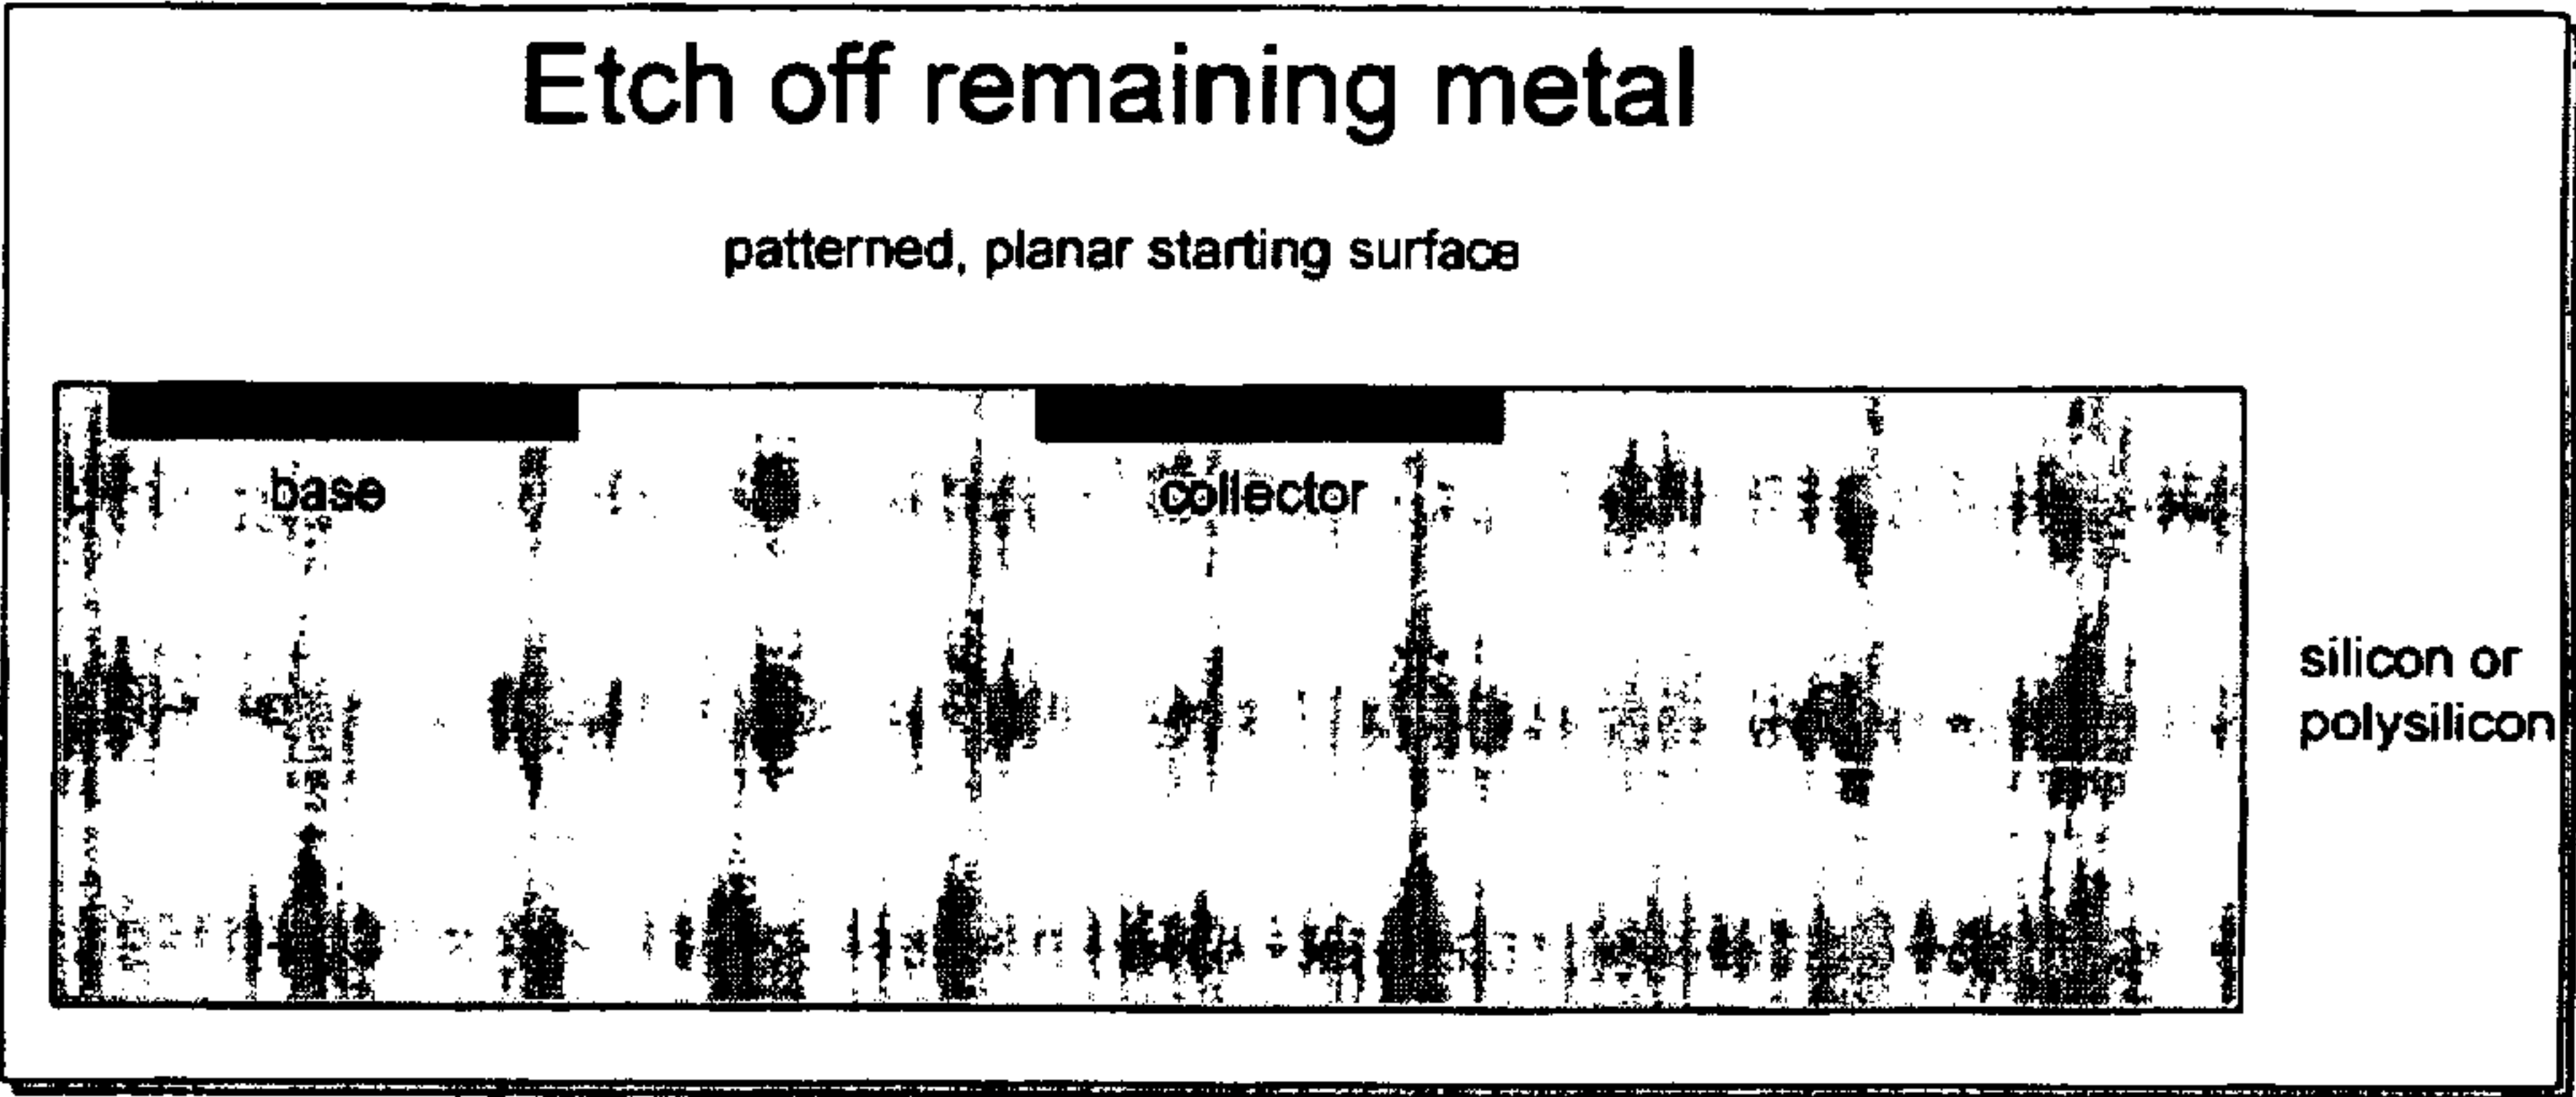 Etch off remaining metal
patterned, planar starting surface
base
collector
silicon or
polysilicon